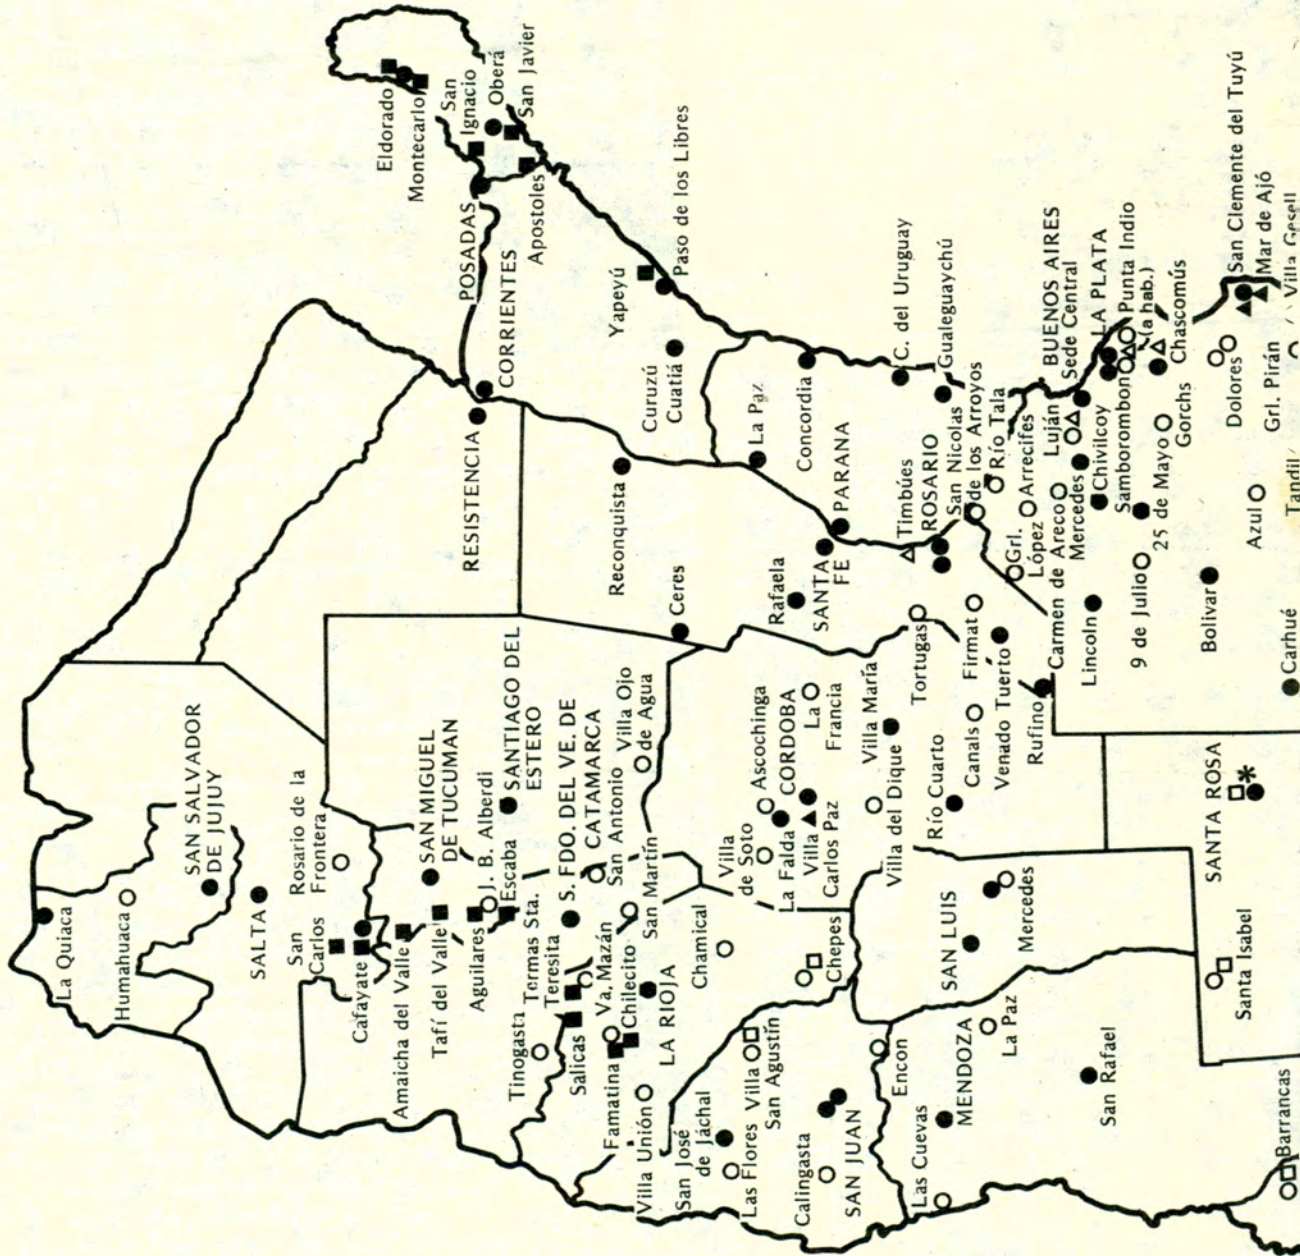 La Quiaca
Humahuaca
SAN SALVADOR
DE JUJUY
SALTA
San
Carlos
Rosario de la
Frontera
Cafayate
Amaicha del Valle
Tafí del Valle
SAN MIGUEL
DE TUCUMAN
Aguilares
J. B. Alberdi
Escaba
SANTIAGO DEL
ESTERO
Tinogasta
Termas Sta.
Teresita
S. FDO. DEL VE. DE
CATAMARCA
Salicas
Va. Mazán
San Antonio
Villa Ojo
de Agua
Famatina
Chilecito
San Martín
Villa Unión
LA RIOJA
Chamical
San José
de Jáchal
Las Flores
Villa
San Agustín
Chepes
Calingasta
SAN JUAN
Encon
Las Cuevas
MENDOZA
La Paz
San Rafael
SAN LUIS
Mercedes
Villa
de Soto
Ascochinga
La Falda
CORDOBA
Villa
Carlos Paz
La
Francia
Villa María
Villa del Dique
Río Cuarto
Canals
Venado Tuerto
Rufino
Firmat
Tortugas
Eldorado
Montecarlo
San
Ignacio
Oberá
San Javier
POSADAS
Apostoles
CORRIENTES
RESISTENCIA
Yapeyú
Paso de los Libres
Curuzú
Cuatiá
Reconquista
Ceres
La Paz
Concordia
Rafaela
SANTA
FE
PARANA
C. del Uruguay
Gualeguaychú
Timbúes
ROSARIO
San Nicolas
de los Arroyos
Río Tala
Arrecifes
Grl.
López
Carmen de Areco
Luján
Mercedes
BUENOS AIRES
Sede Central
LA PLATA
Punta Indio
(a hab.)
Chivilcoy
Samborombon
Chascomús
Lincoln
25 de Mayo
Gorchs
9 de Julio
San Clemente del Tuyú
Mar de Ajó
Villa Gesell
Dolores
Grl. Pirán
Bolivar
Azul
Tandil
Carhué
SANTA ROSA
*
Santa Isabel
Barrancas